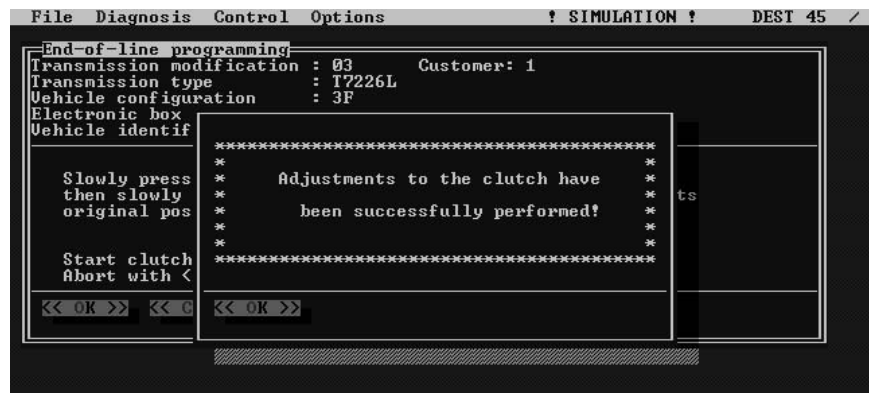 File Diagnosis Control Options ! SIMULATION ! DEST 45 /
End-of-line programming
Transmission modification : 03 Customer: 1
Transmission type : T7226L
Vehicle configuration : 3F
Electronic box
Vehicle identif
*****************************************
* *
Slowly press * Adjustments to the clutch have *
then slowly * * ts
original pos * been successfully performed! *
* *
* *
Start clutch *****************************************
Abort with <
<< OK >> << C << OK >>